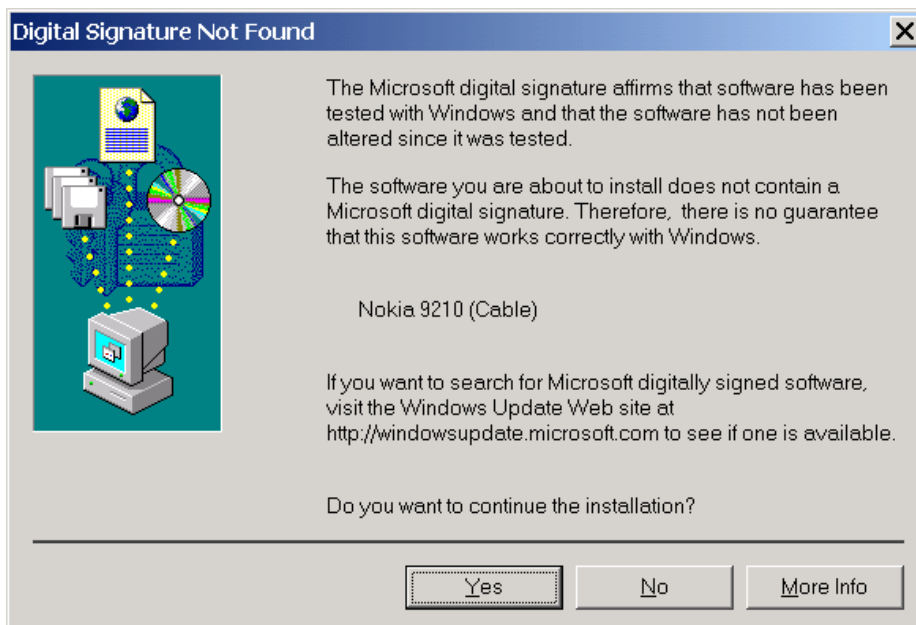 Digital Signature Not Found
The Microsoft digital signature affirms that software has been
tested with Windows and that the software has not been
altered since it was tested.
The software you are about to install does not contain a
Microsoft digital signature. Therefore,  there is no guarantee
that this software works correctly with Windows.
Nokia 9210 (Cable)
If you want to search for Microsoft digitally signed software,
visit the Windows Update Web site at
http://windowsupdate.microsoft.com to see if one is available.
Do you want to continue the installation?
Yes No More Info